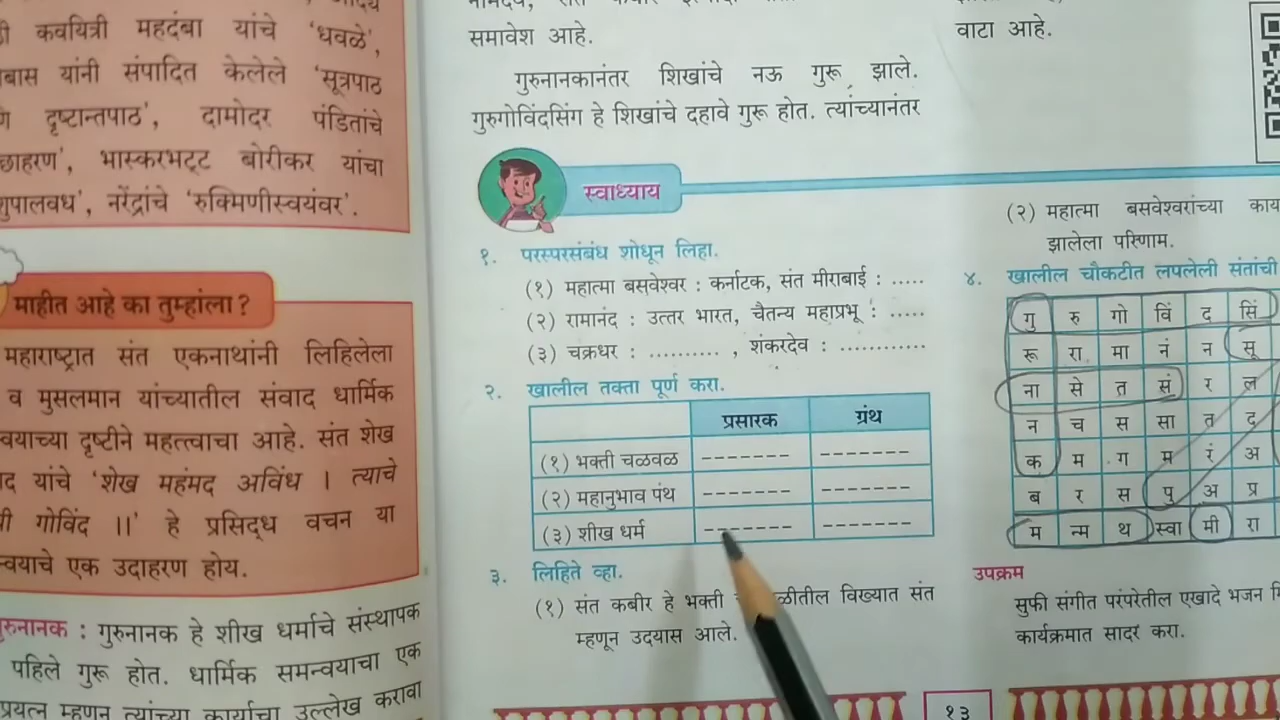 कवयित्री महदंबा यांचे 'धवळे',
यांनी संपादित केलेले 'सूत्रपाठ
दृष्टान्तपाठ', दामोदर पंडितांचे
भास्करभट्ट बोरीकर यांचा
नरेंद्रांचे 'रुक्मिणीस्वयंवर'.
माहीत आहे का तुम्हांला?
महाराष्ट्रात संत एकनाथांनी लिहिलेला
व मुसलमान यांच्यातील संवाद धार्मिक
दृष्टीने महत्त्वाचा आहे. संत शेख
यांचे 'शेख महंमद अविंध । त्याचे
गोविंद ॥' हे प्रसिद्ध वचन या
एक उदाहरण होय.
गुरुनानक हे शीख धर्माचे संस्थापक
पहिले गुरू होत. धार्मिक समन्वयाचा एक
प्रयत्न म्हणून त्यांच्या कार्याचा उल्लेख करावा
समावेश आहे.
गुरुनानकानंतर शिखांचे नऊ गुरू झाले.
गुरुगोविंदसिंग हे शिखांचे दहावे गुरू होत. त्यांच्यानंतर
वाटा आहे.
स्वाध्याय
१. परस्परसंबंध शोधून लिहा.
(१) महात्मा बसवेश्वर : कर्नाटक, संत मीराबाई : .....
(२) रामानंद : उत्तर भारत, चैतन्य महाप्रभू : .....
(३) चक्रधर : .......... , शंकरदेव : ............
२. खालील तक्ता पूर्ण करा.
प्रसारक ग्रंथ
(१) भक्ती चळवळ ------- -------
(२) महानुभाव पंथ ------- -------
(३) शीख धर्म ------- -------
३. लिहिते व्हा.
(१) संत कबीर हे भक्ती विख्यात संत
म्हणून उदयास आले.
(२) महात्मा बसवेश्वरांच्या
झालेला परिणाम.
४. खालील चौकटीत लपलेली संतांची
गु रु गो विं द सिं
रू रा मा नं न सू
ना से त सं र ल
न च स सा त द
क म ग म रं अ
ब र स पु अ प्र
म न्म थ स्वा मी रा
उपक्रम
सुफी संगीत परंपरेतील एखादे भजन
कार्यक्रमात सादर करा.
१३